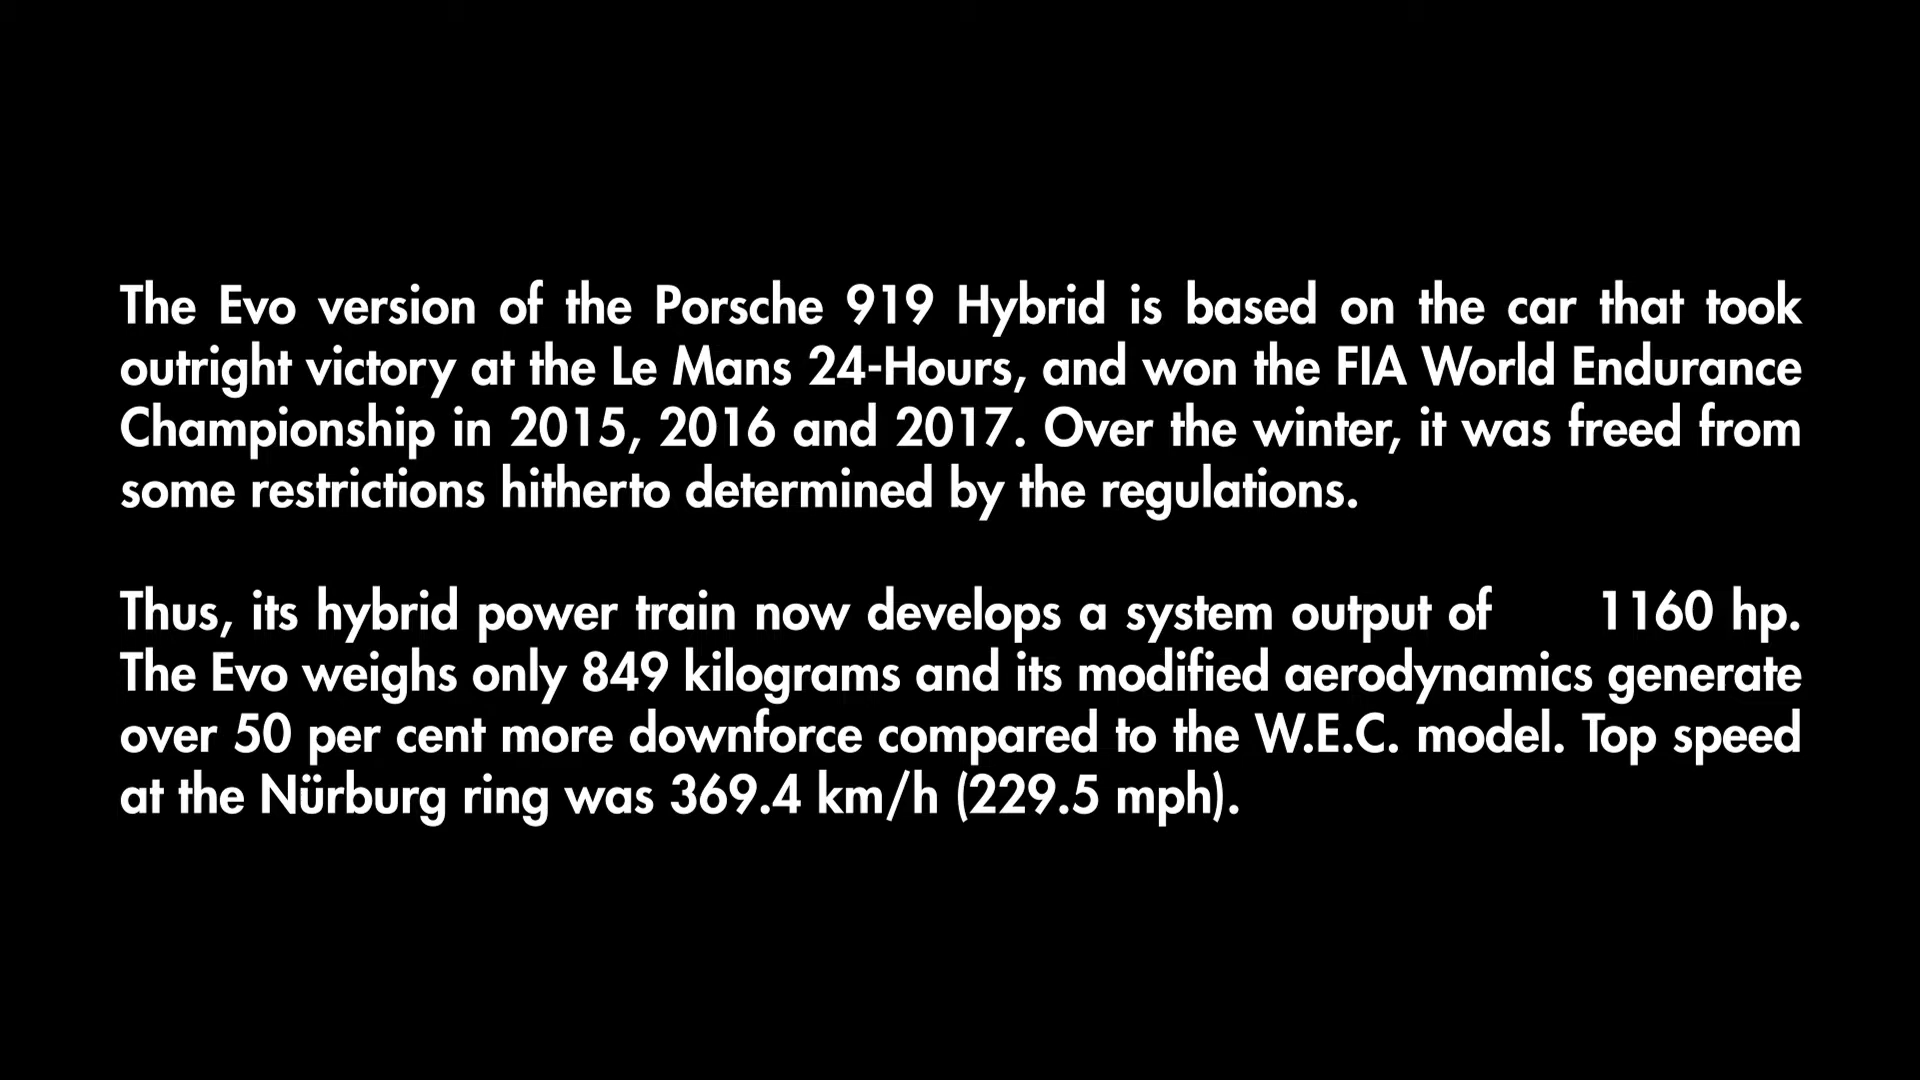 The Evo version of the Porsche 919 Hybrid is based on the car that took
outright victory at the Le Mans 24-Hours, and won the FIA World Endurance
Championship in 2015, 2016 and 2017. Over the winter, it was freed from
some restrictions hitherto determined by the regulations.
Thus, its hybrid power train now develops a system output of 1160 hp.
The Evo weighs only 849 kilograms and its modified aerodynamics generate
over 50 per cent more downforce compared to the W.E.C. model. Top speed
at the Nürburg ring was 369.4 km/h (229.5 mph).